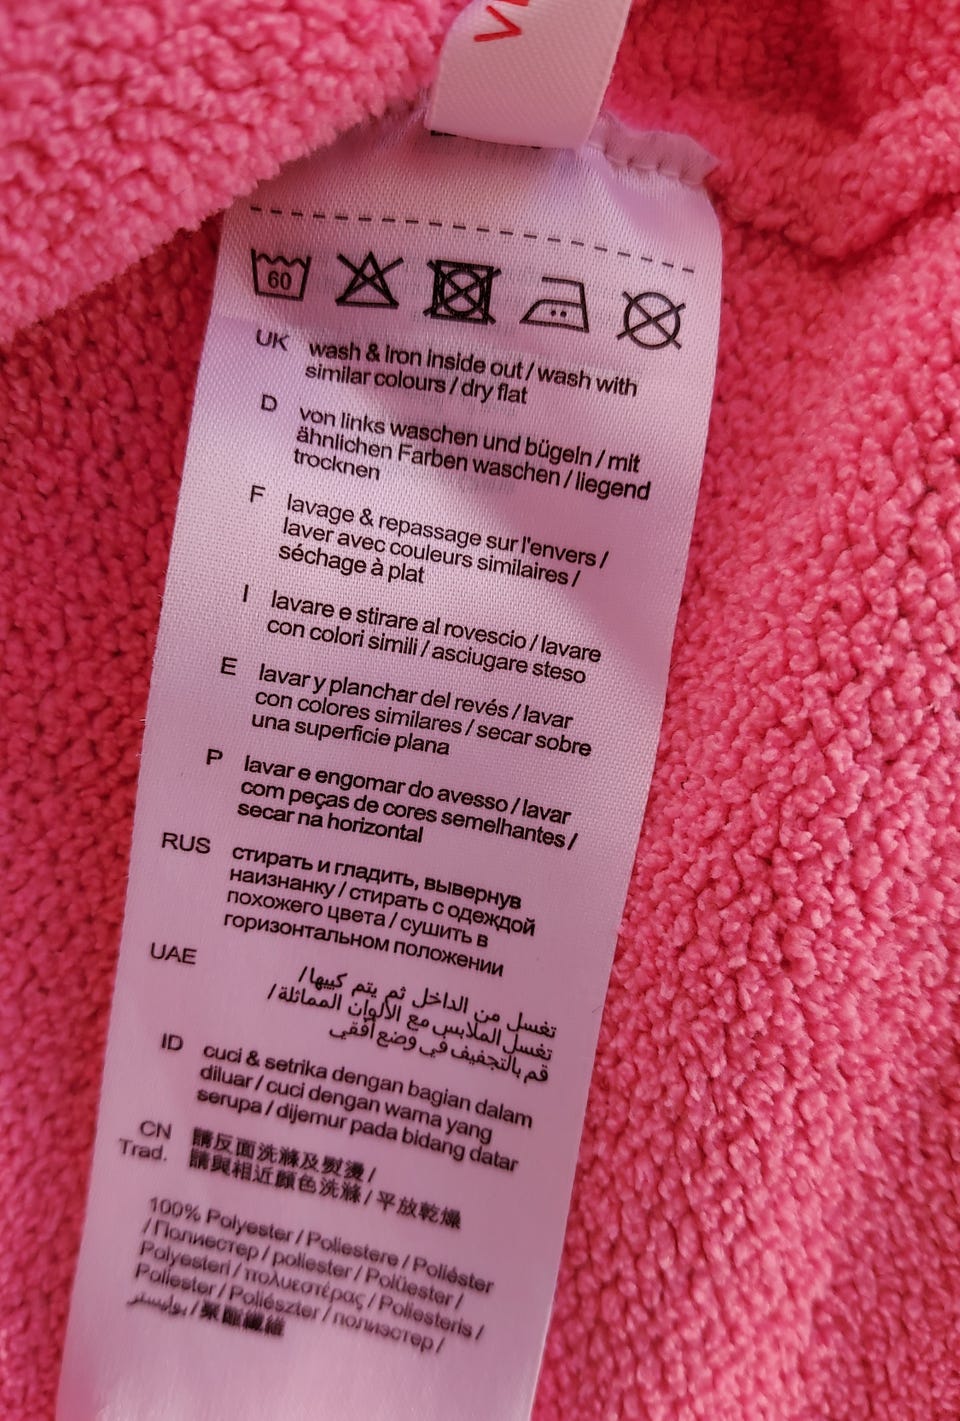 60
UK wash & iron inside out / wash with
similar colours / dry flat
D von links waschen und bügeln / mit
ähnlichen Farben waschen / liegend
trocknen
F lavage & repassage sur l'envers /
laver avec couleurs similaires /
séchage à plat
I lavare e stirare al rovescio / lavare
con colori simili / asciugare steso
E lavar y planchar del revés / lavar
con colores similares / secar sobre
una superficie plana
P lavar e engomar do avesso / lavar
com peças de cores semelhantes /
secar na horizontal
RUS стирать и гладить, вывернув
наизнанку / стирать с одеждой
похожего цвета / сушить в
горизонтальном положении
UAE تغسل من الداخل ثم يتم كيها /
تغسل الملابس مع الألوان المماثلة /
قم بالتجفيف في وضع أفقي
ID cuci & setrika dengan bagian dalam
diluar / cuci dengan warna yang
serupa / dijemur pada bidang datar
CN 請反面洗滌及熨燙 /
Trad. 請與相近顏色洗滌 / 平放乾燥
100% Polyester / Poliestere / Poliéster
/ Полиестер / poliester / Polüester /
Polyesteri / πολυεστέρας / Poliesteris /
Poliester / Poliészter / полиэстер /
بوليستر / 聚酯纖維